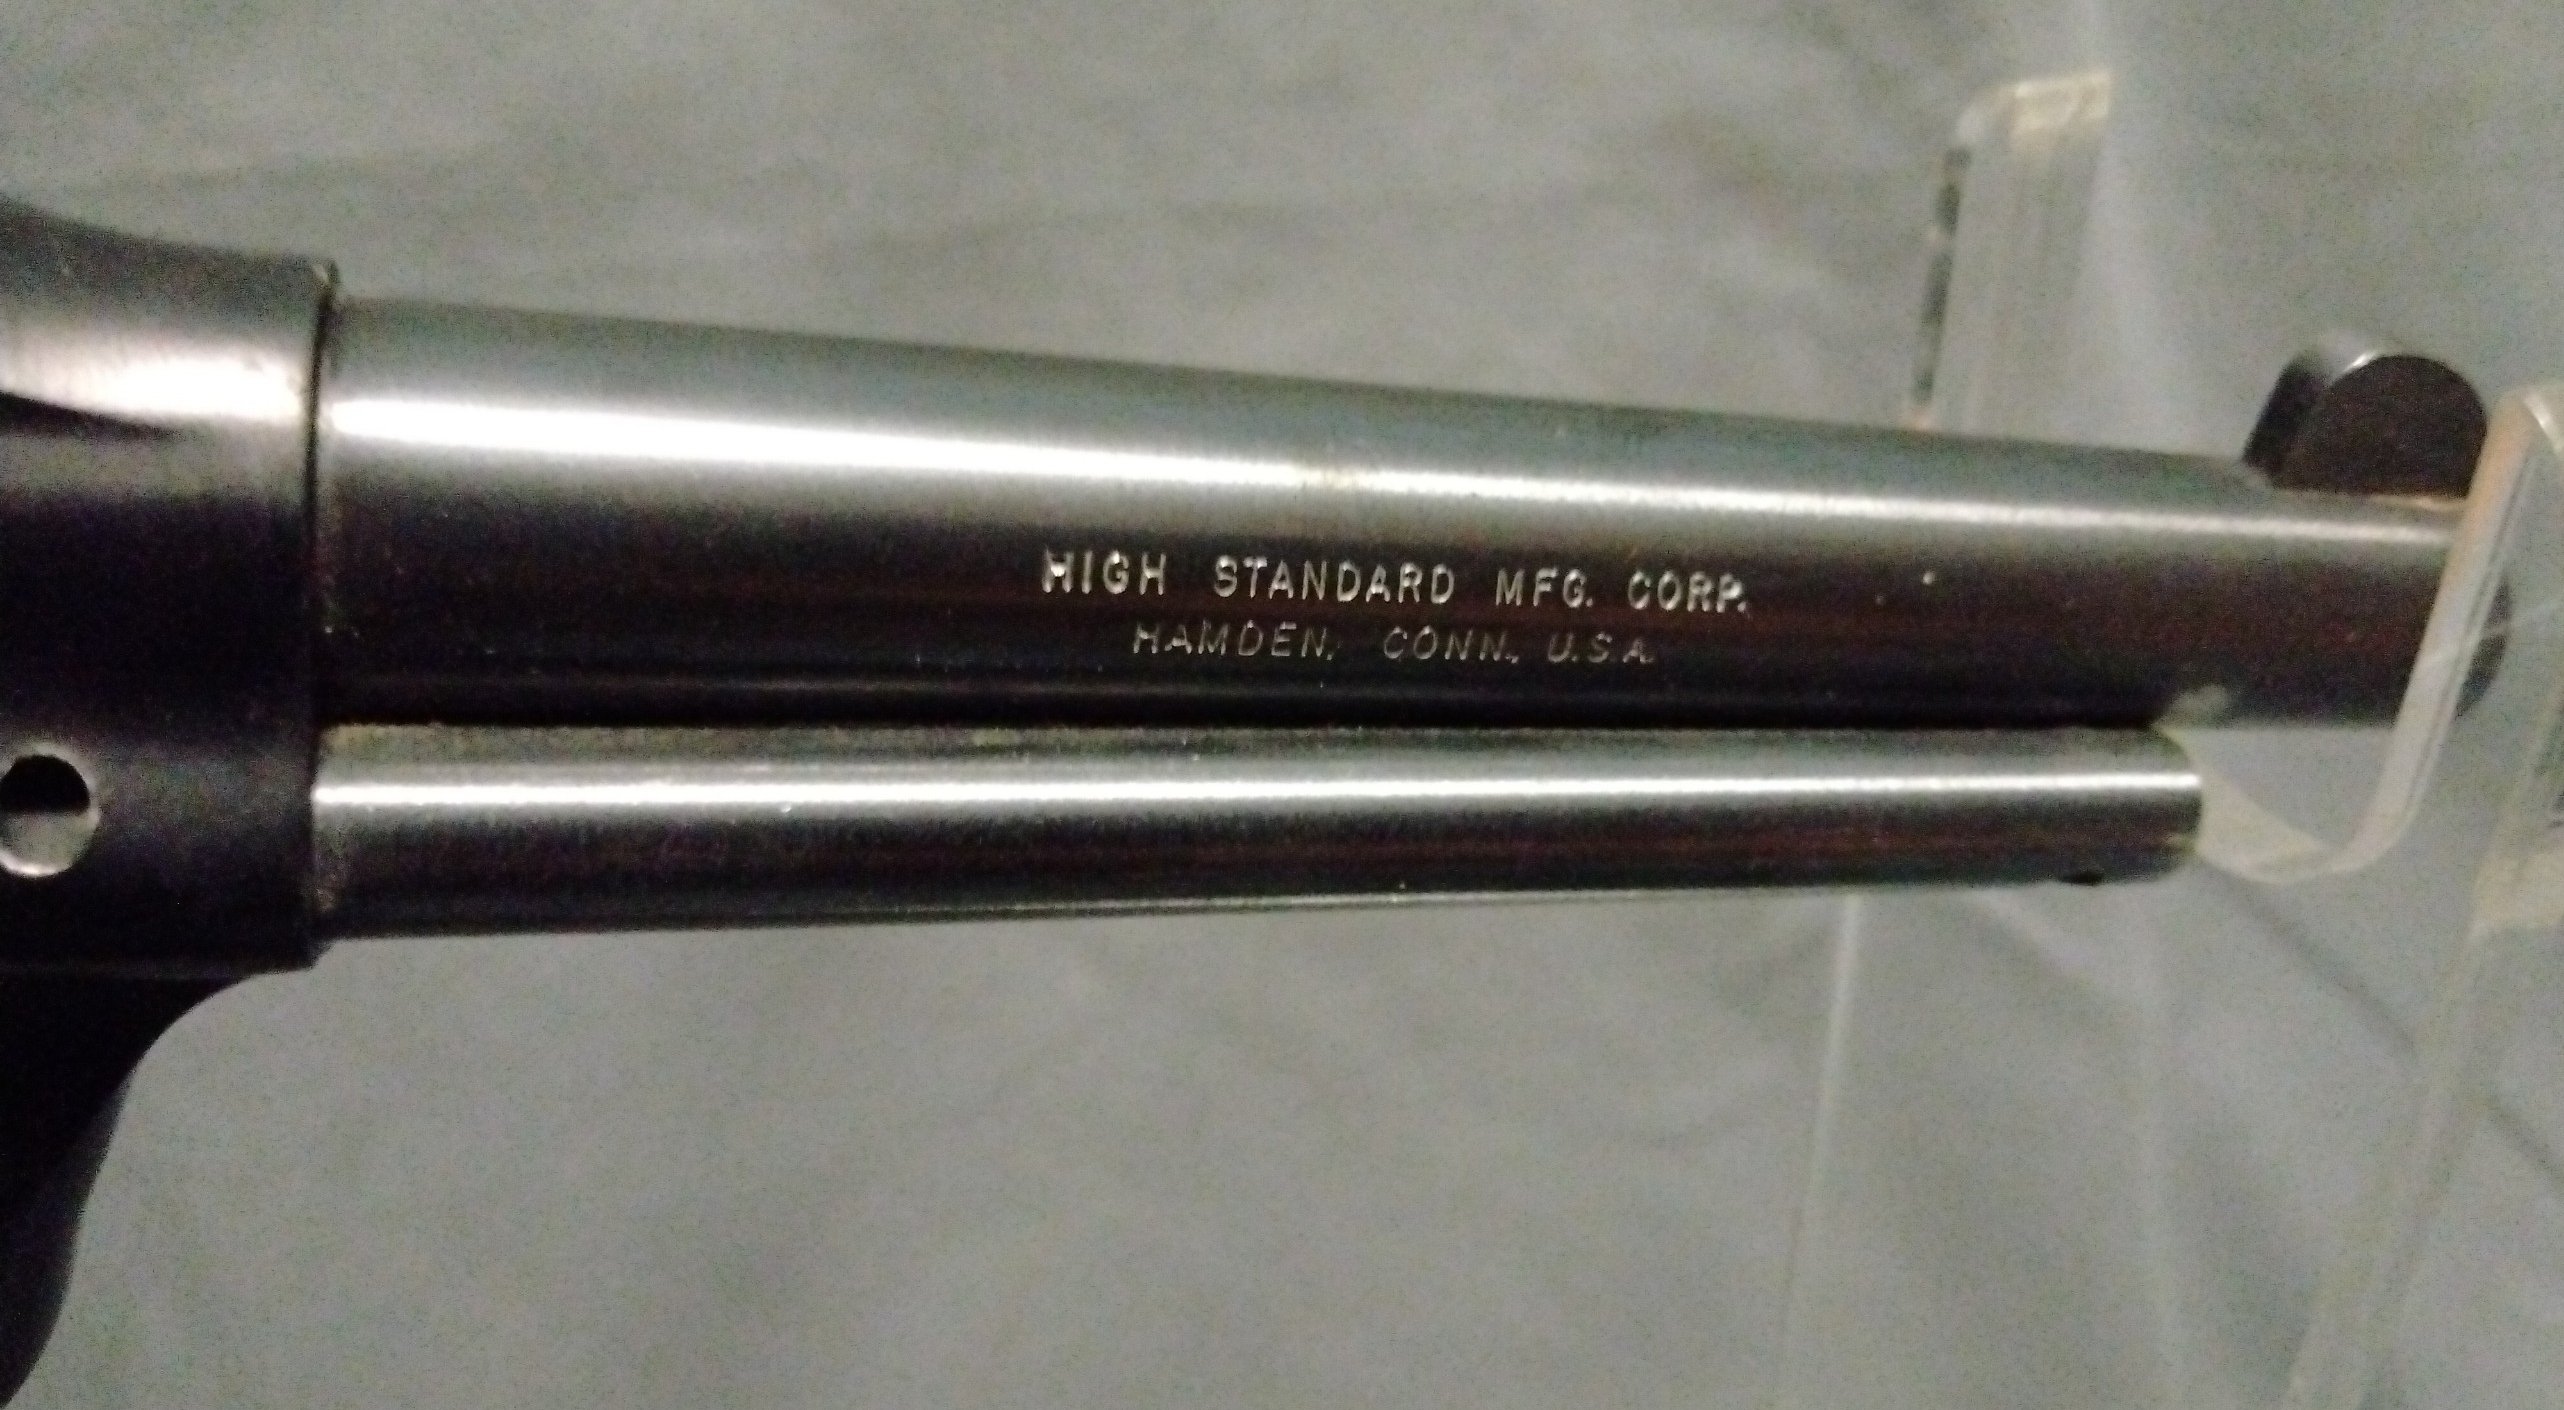 HIGH STANDARD MFG. CORP.
HAMDEN, CONN., U.S.A.